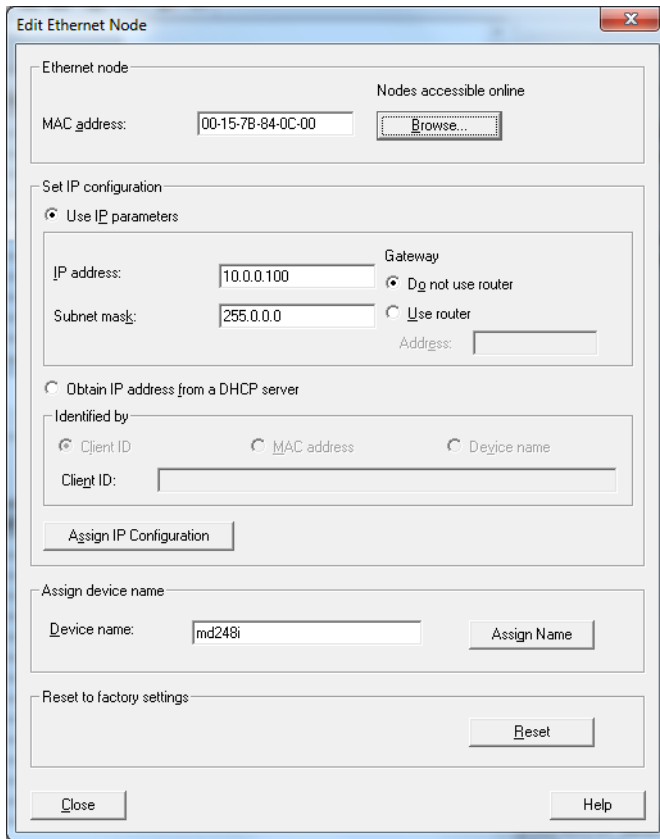 Edit Ethernet Node
Ethernet node
Nodes accessible online
MAC address: 00-15-7B-84-0C-00 Browse...
Set IP configuration
Use IP parameters
Gateway
IP address: 10.0.0.100
Do not use router
Subnet mask: 255.0.0.0
Use router
Address:
Obtain IP address from a DHCP server
Identified by
Client ID MAC address Device name
Client ID:
Assign IP Configuration
Assign device name
Device name: md248i Assign Name
Reset to factory settings
Reset
Close Help